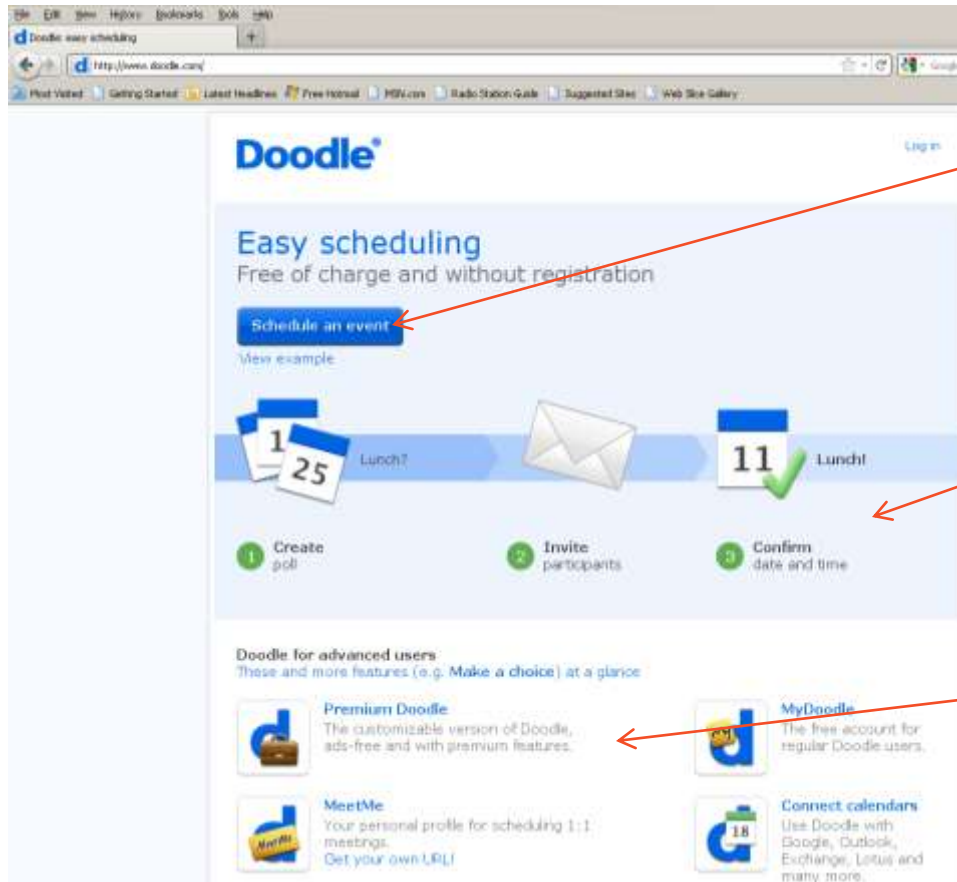 File Edit View History Bookmarks Tools Help
Doodle: easy scheduling
+
http://www.doodle.com/
Google
Most Visited Getting Started Latest Headlines Free Hotmail MSN.com Radio Station Guide Suggested Sites Web Slice Gallery
Doodle
Log in
Easy scheduling
Free of charge and without registration
Schedule an event
View example
1
25
Lunch?
11
Lunch!
1 Create
poll
2 Invite
participants
3 Confirm
date and time
Doodle for advanced users
These and more features (e.g. Make a choice) at a glance
Premium Doodle
The customizable version of Doodle,
ads-free and with premium features.
MyDoodle
The free account for
regular Doodle users.
MeetMe
MeetMe
Your personal profile for scheduling 1:1
meetings.
Get your own URL!
18
Connect calendars
Use Doodle with
Google, Outlook,
Exchange, Lotus and
many more.